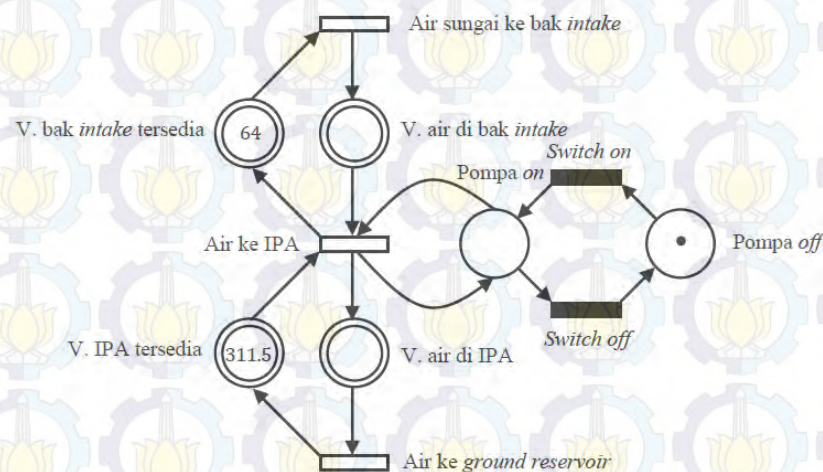 Air sungai ke bak intake
V. bak intake tersedia
64
V. air di bak intake
Switch on
Pompa on
Air ke IPA
Pompa off
V. IPA tersedia
311.5
V. air di IPA
Switch off
Air ke ground reservoir